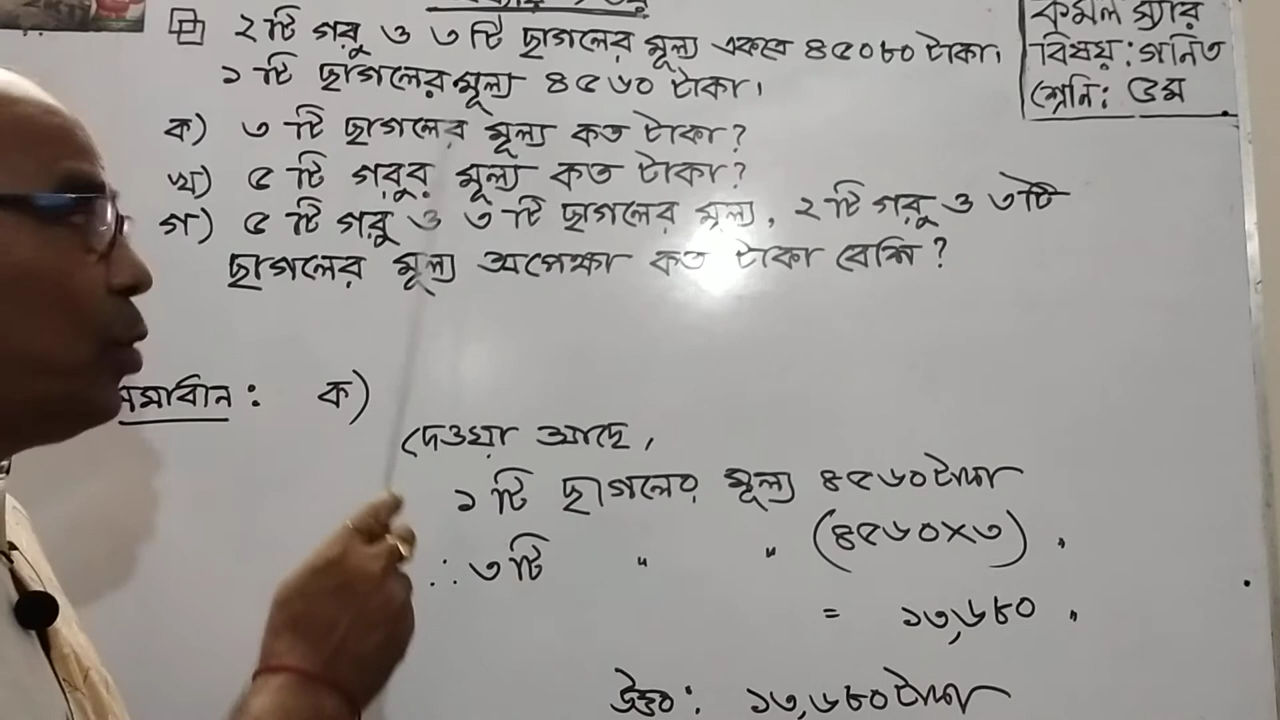 কমল স্যার
বিষয়: গনিত
শ্রেনি: ৫ম
২টি গরু ও ৩টি ছাগলের মূল্য একত্রে ৪৫০৮০ টাকা।
১টি ছাগলের মূল্য ৪৫৬০ টাকা।
ক) ৩টি ছাগলের মূল্য কত টাকা?
খ) ৫টি গরুর মূল্য কত টাকা?
গ) ৫টি গরু ও ৩টি ছাগলের মূল্য, ২টি গরু ও ৩টি
ছাগলের মূল্য অপেক্ষা কত টাকা বেশি?
সমাধান: ক)
দেওয়া আছে,
১টি ছাগলের মূল্য ৪৫৬০ টাকা
∴ ৩টি " " (৪৫৬০×৩) "
= ১৩,৬৮০ "
উত্তর: ১৩,৬৮০ টাকা